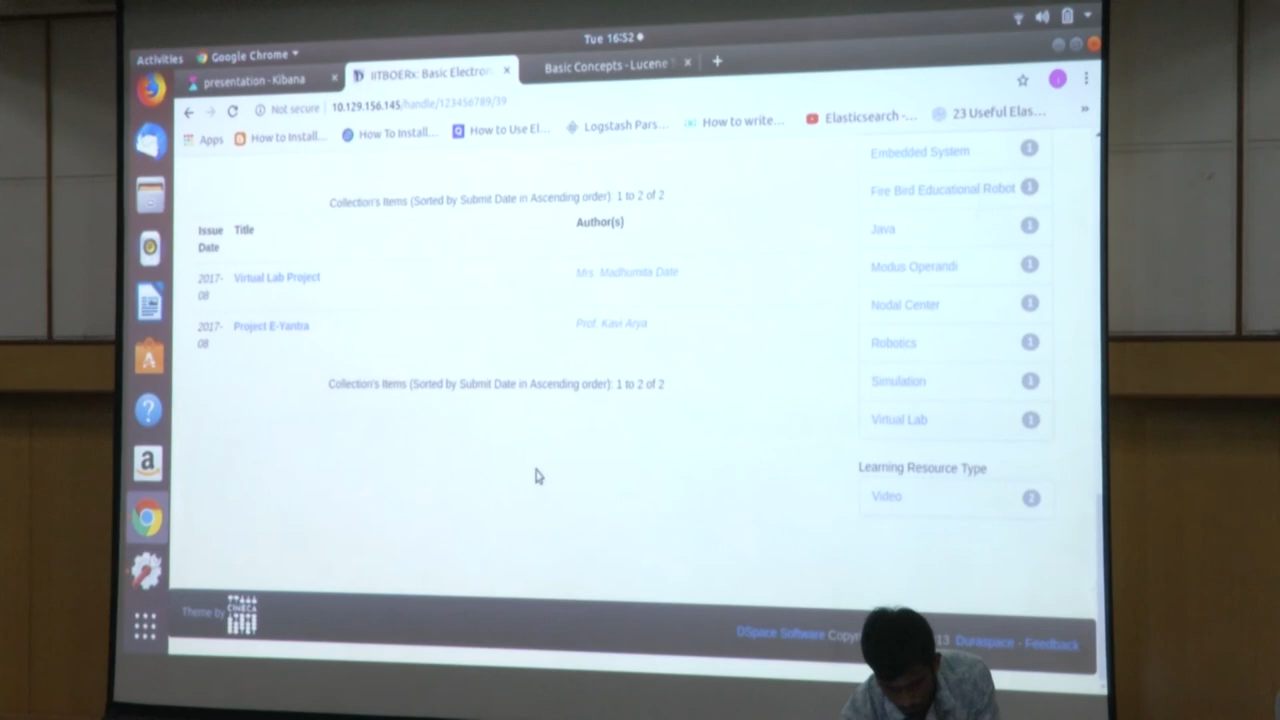 Activities Google Chrome Tue 16:52
presentation - Kibana IITBOERx: Basic Electron Basic Concepts - Lucene
Not secure 10.129.156.145/handle/123456789/39
Apps How to Install... How To Install... How to Use El... Logstash Pars... How to write... Elasticsearch -... 23 Useful Elas... »
Embedded System 1
Collection's Items (Sorted by Submit Date in Ascending order): 1 to 2 of 2
Fire Bird Educational Robot 1
Issue Date Title Author(s)
Java 1
2017-08 Virtual Lab Project Mrs. Madhumita Date
Modus Operandi 1
Nodal Center 1
2017-08 Project E-Yantra Prof. Kavi Arya
Robotics 1
Collection's Items (Sorted by Submit Date in Ascending order): 1 to 2 of 2
Simulation 1
Virtual Lab 1
Learning Resource Type
Video 2
Theme by CINECA
DSpace Software Copyr 13 Duraspace - Feedback